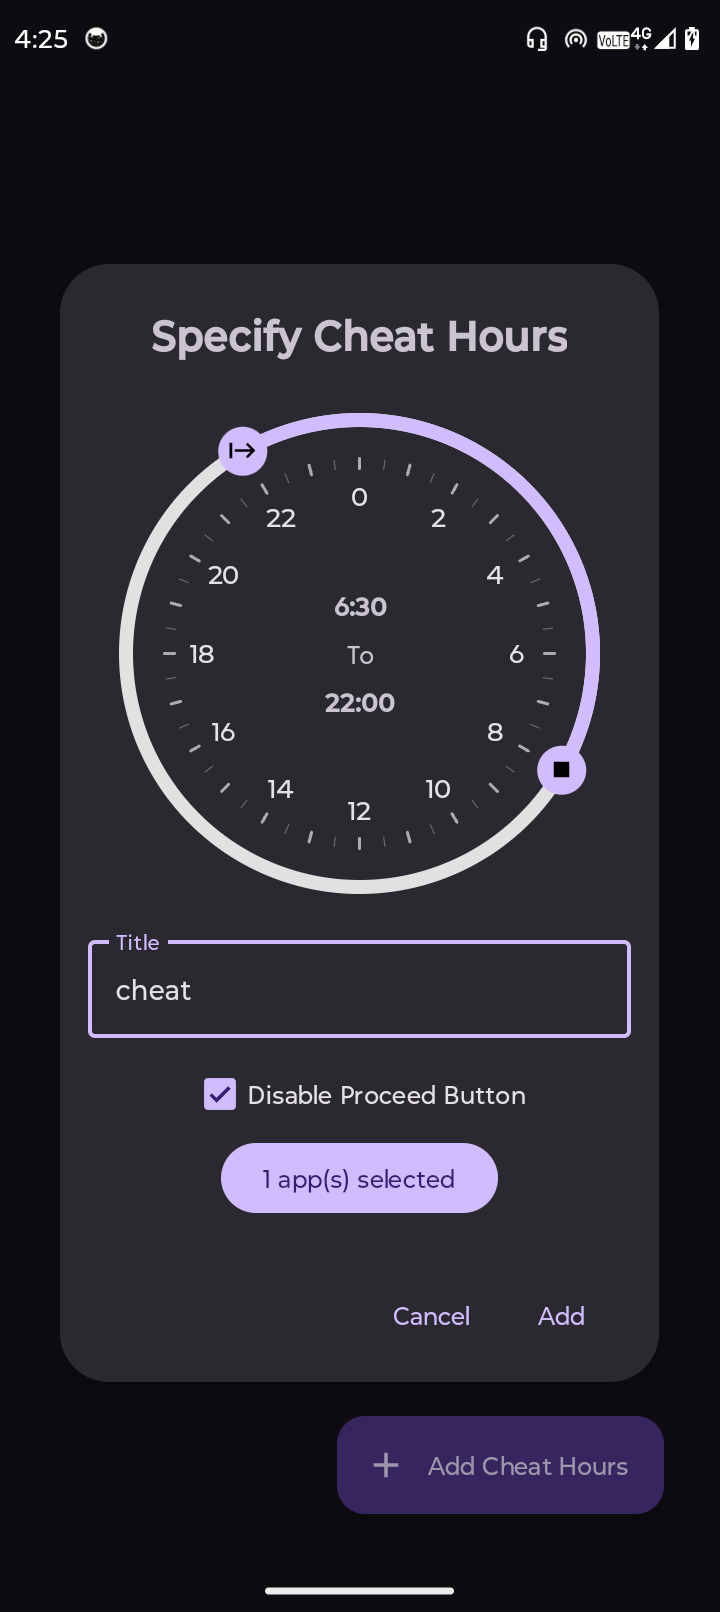 4:25
VoLTE 4G
Specify Cheat Hours
0
22 2
20 4
6:30
18 To 6
22:00
16 8
14 10
12
Title
cheat
Disable Proceed Button
1 app(s) selected
Cancel Add
Add Cheat Hours